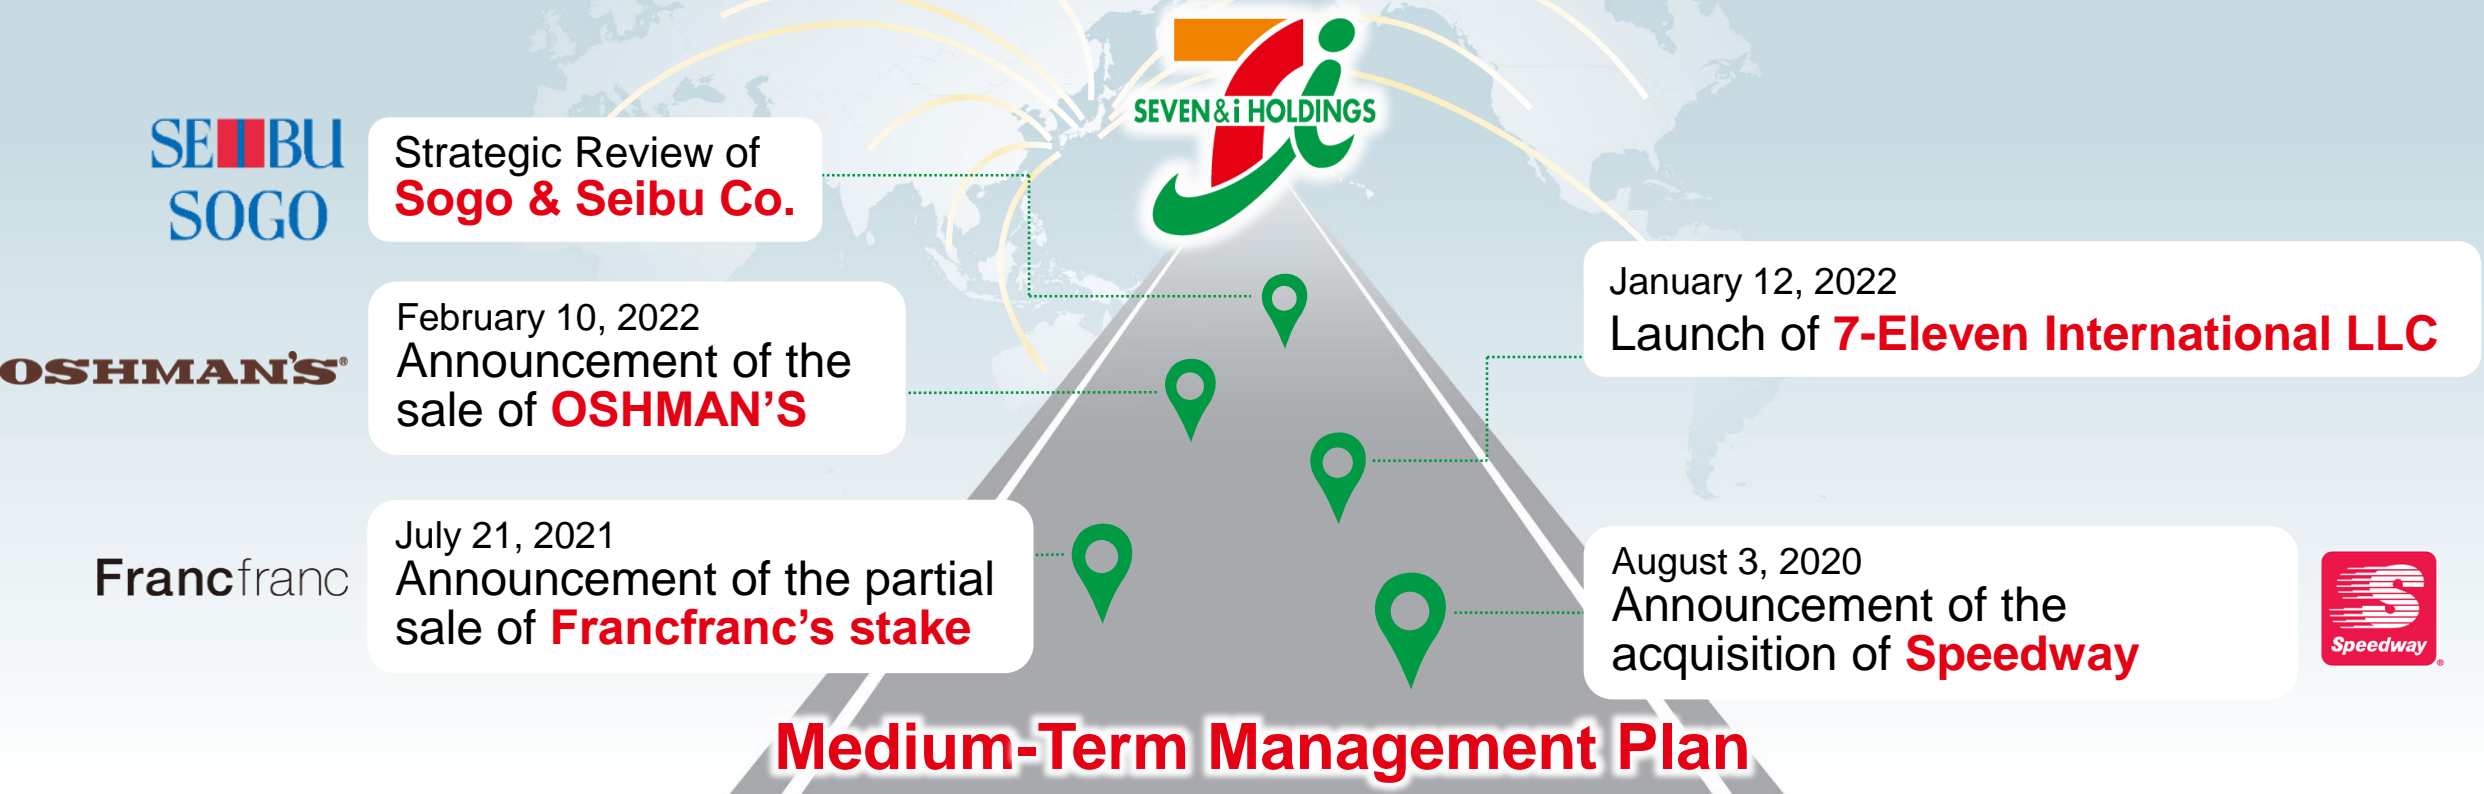 SEVEN&i HOLDINGS
SEIBU
SOGO
Strategic Review of
Sogo & Seibu Co.
OSHMAN'S®
February 10, 2022
Announcement of the
sale of OSHMAN’S
Francfranc
July 21, 2021
Announcement of the partial
sale of Francfranc’s stake
January 12, 2022
Launch of 7-Eleven International LLC
August 3, 2020
Announcement of the
acquisition of Speedway
S
Speedway®
Medium-Term Management Plan